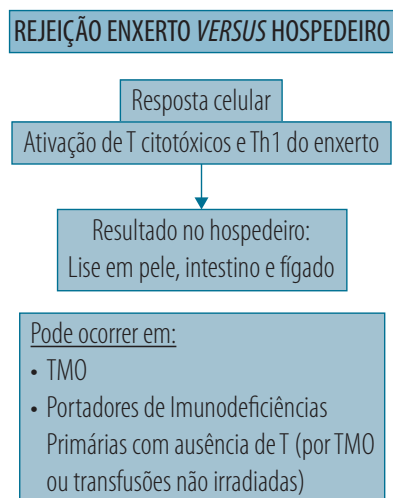 REJEIÇÃO ENXERTO VERSUS HOSPEDEIRO
Resposta celular
Ativação de T citotóxicos e Th1 do enxerto
Resultado no hospedeiro:
Lise em pele, intestino e fígado
Pode ocorrer em:
• TMO
• Portadores de Imunodeficiências
Primárias com ausência de T (por TMO
ou transfusões não irradiadas)